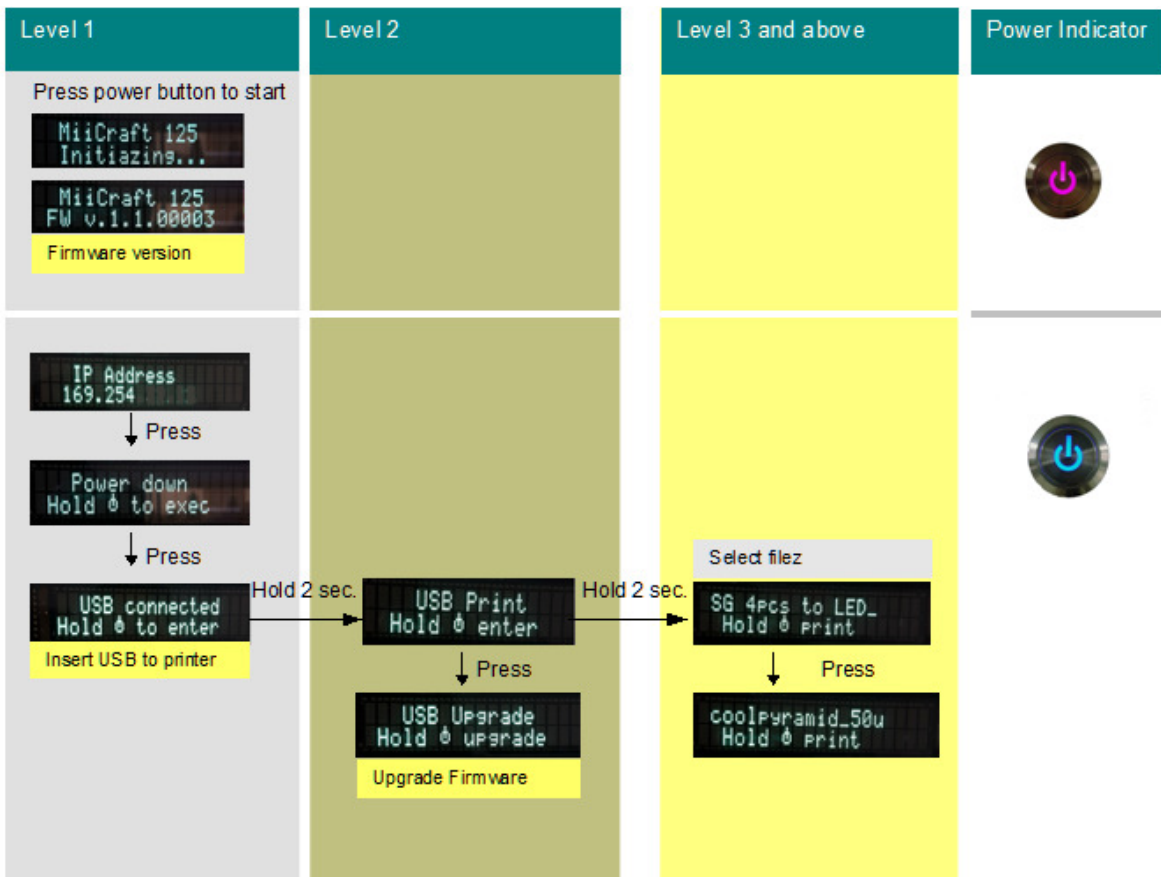 Level 1
Level 2
Level 3 and above
Power Indicator
Press power button to start
MiiCraft 125
Initiazing...
MiiCraft 125
FW v.1.1.00003
Firmware version
IP Address
169.254
Press
Power down
Hold to exec
Press
USB connected
Hold to enter
Insert USB to printer
Hold 2 sec.
USB Print
Hold enter
Press
USB Upgrade
Hold upgrade
Upgrade Firmware
Hold 2 sec.
Select filez
SG 4pcs to LED_
Hold print
Press
coolpyramid_50u
Hold print